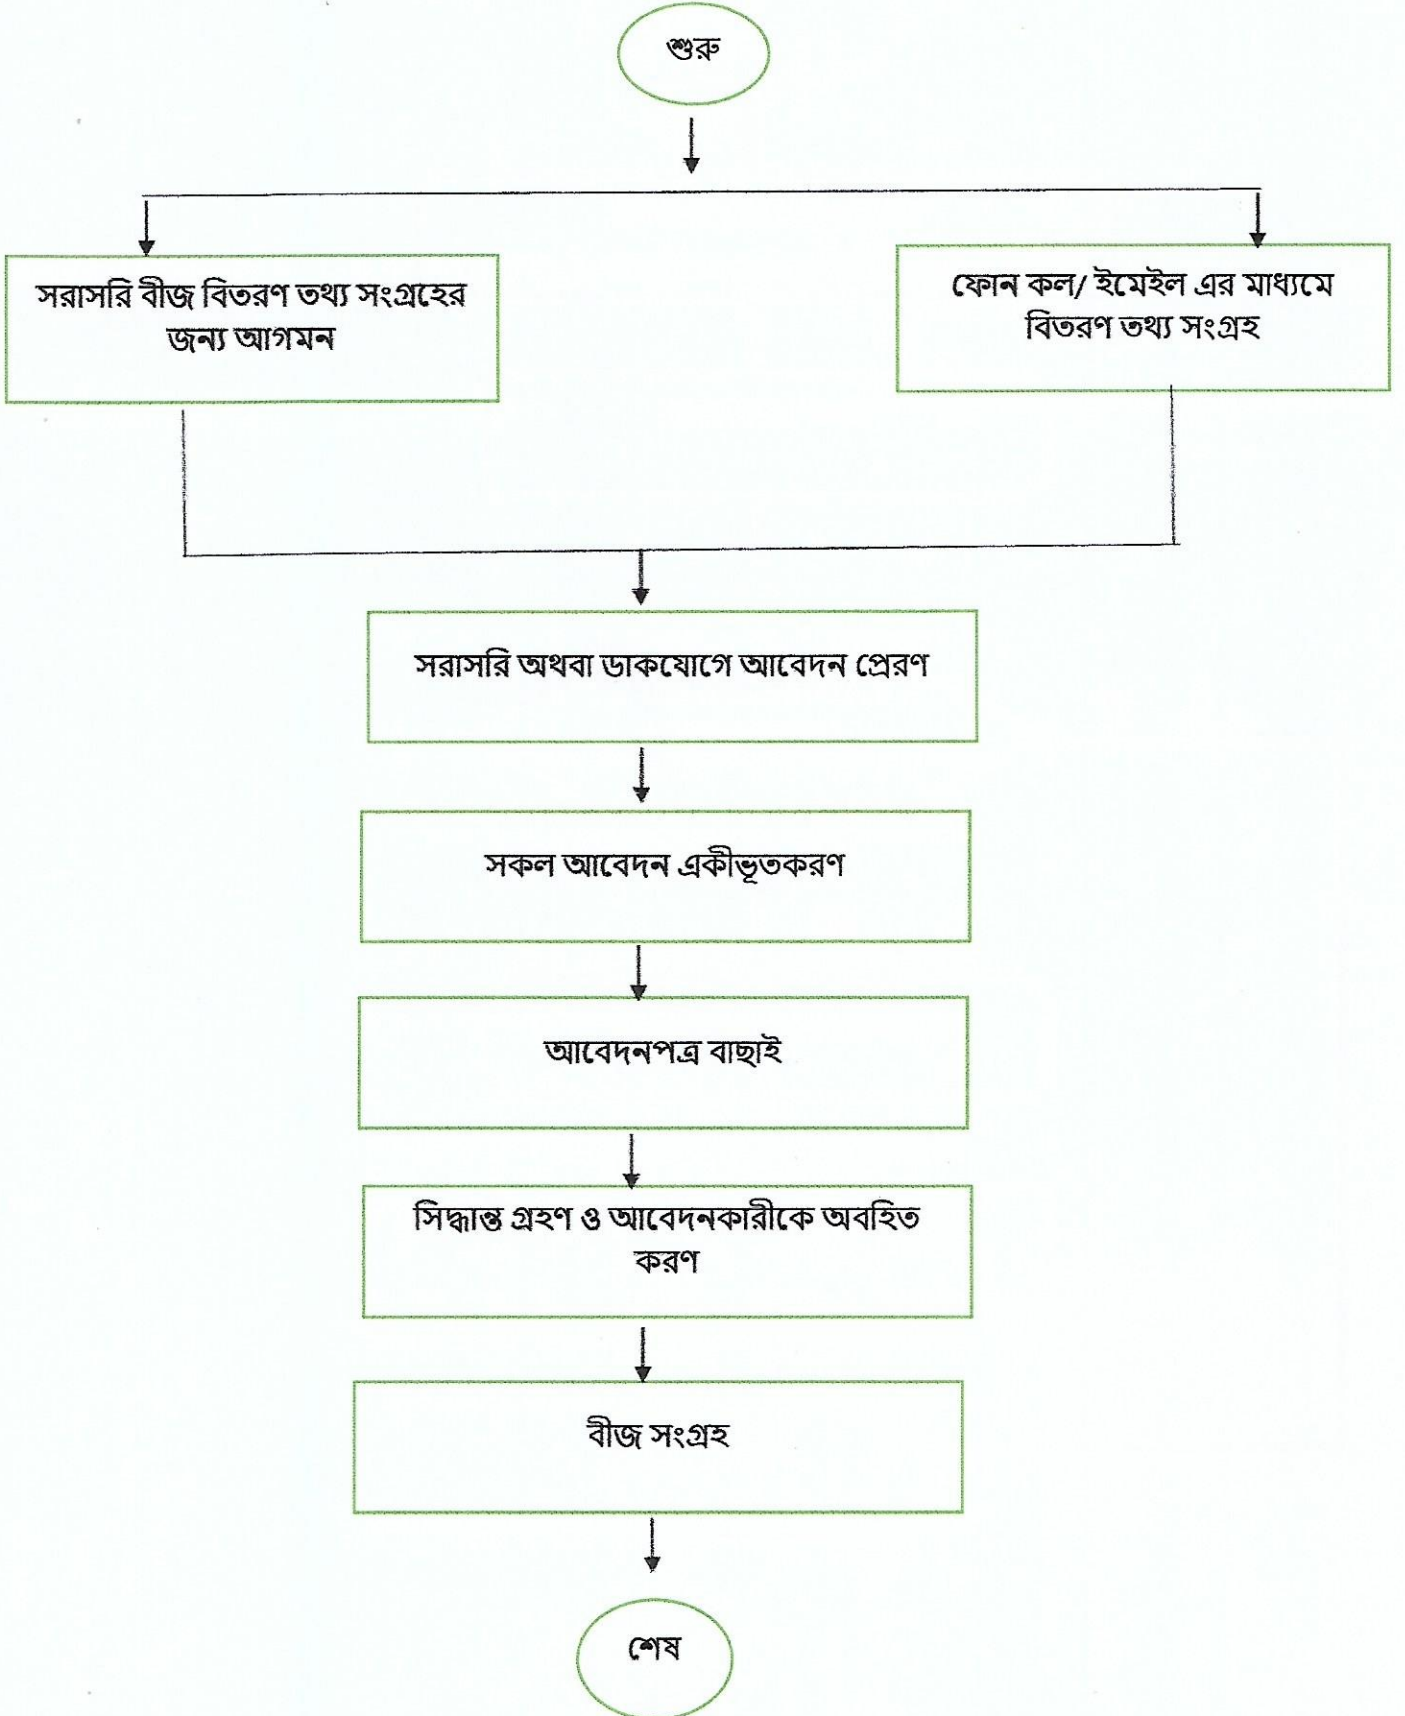 শুরু
সরাসরি বীজ বিতরণ তথ্য সংগ্রহের
জন্য আগমন
ফোন কল/ ইমেইল এর মাধ্যমে
বিতরণ তথ্য সংগ্রহ
সরাসরি অথবা ডাকযোগে আবেদন প্রেরণ
সকল আবেদন একীভূতকরণ
আবেদনপত্র বাছাই
সিদ্ধান্ত গ্রহণ ও আবেদনকারীকে অবহিত
করণ
বীজ সংগ্রহ
শেষ